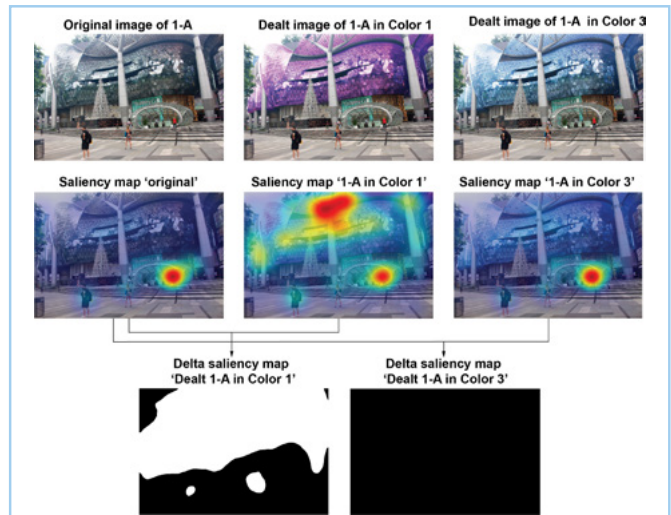 Original image of 1-A
Dealt image of 1-A in Color 1
Dealt image of 1-A in Color 3
Saliency map ‘original’
Saliency map ‘1-A in Color 1’
Saliency map ‘1-A in Color 3’
Delta saliency map
‘Dealt 1-A in Color 1’
Delta saliency map
‘Dealt 1-A in Color 3’